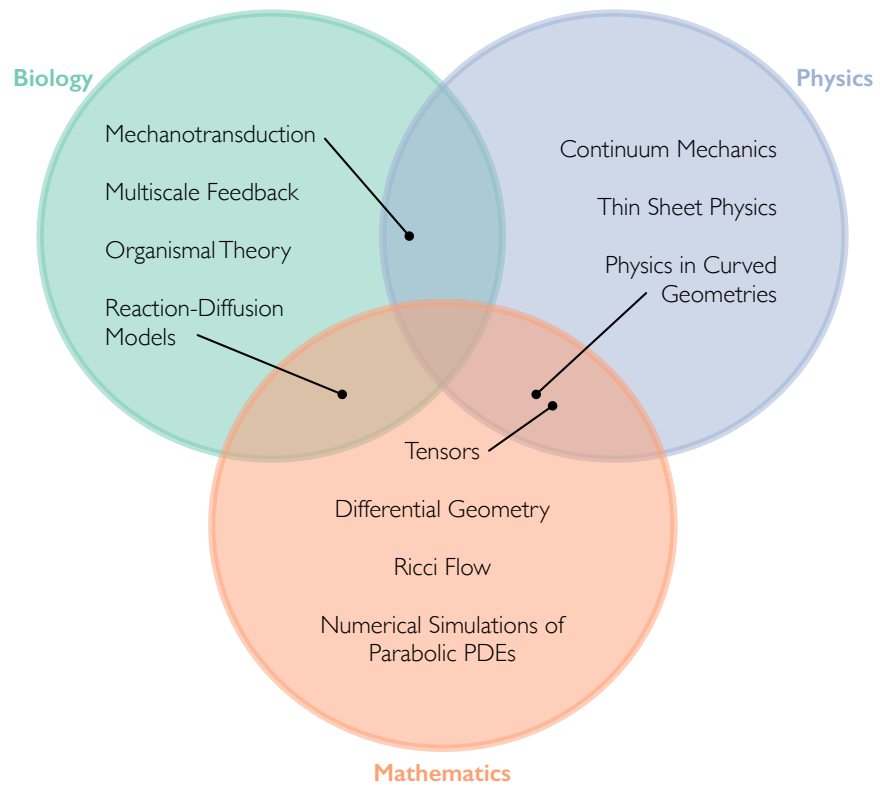 Biology
Physics
Mechanotransduction
Multiscale Feedback
Organismal Theory
Reaction-Diffusion
Models
Continuum Mechanics
Thin Sheet Physics
Physics in Curved
Geometries
Tensors
Differential Geometry
Ricci Flow
Numerical Simulations of
Parabolic PDEs
Mathematics